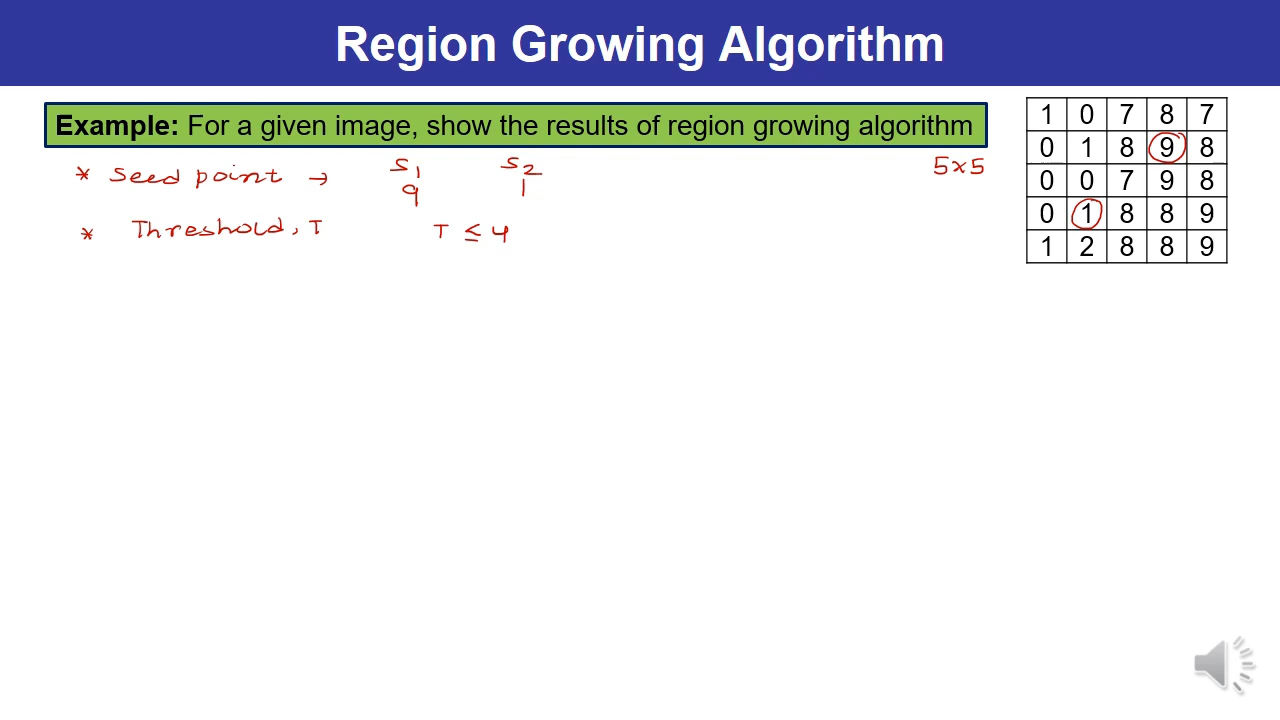 Region Growing Algorithm
Example: For a given image, show the results of region growing algorithm
* Seed point → S1 S2
9 1
* Threshold, T T ≤ 4
5×5
1 0 7 8 7
0 1 8 9 8
0 0 7 9 8
0 1 8 8 9
1 2 8 8 9